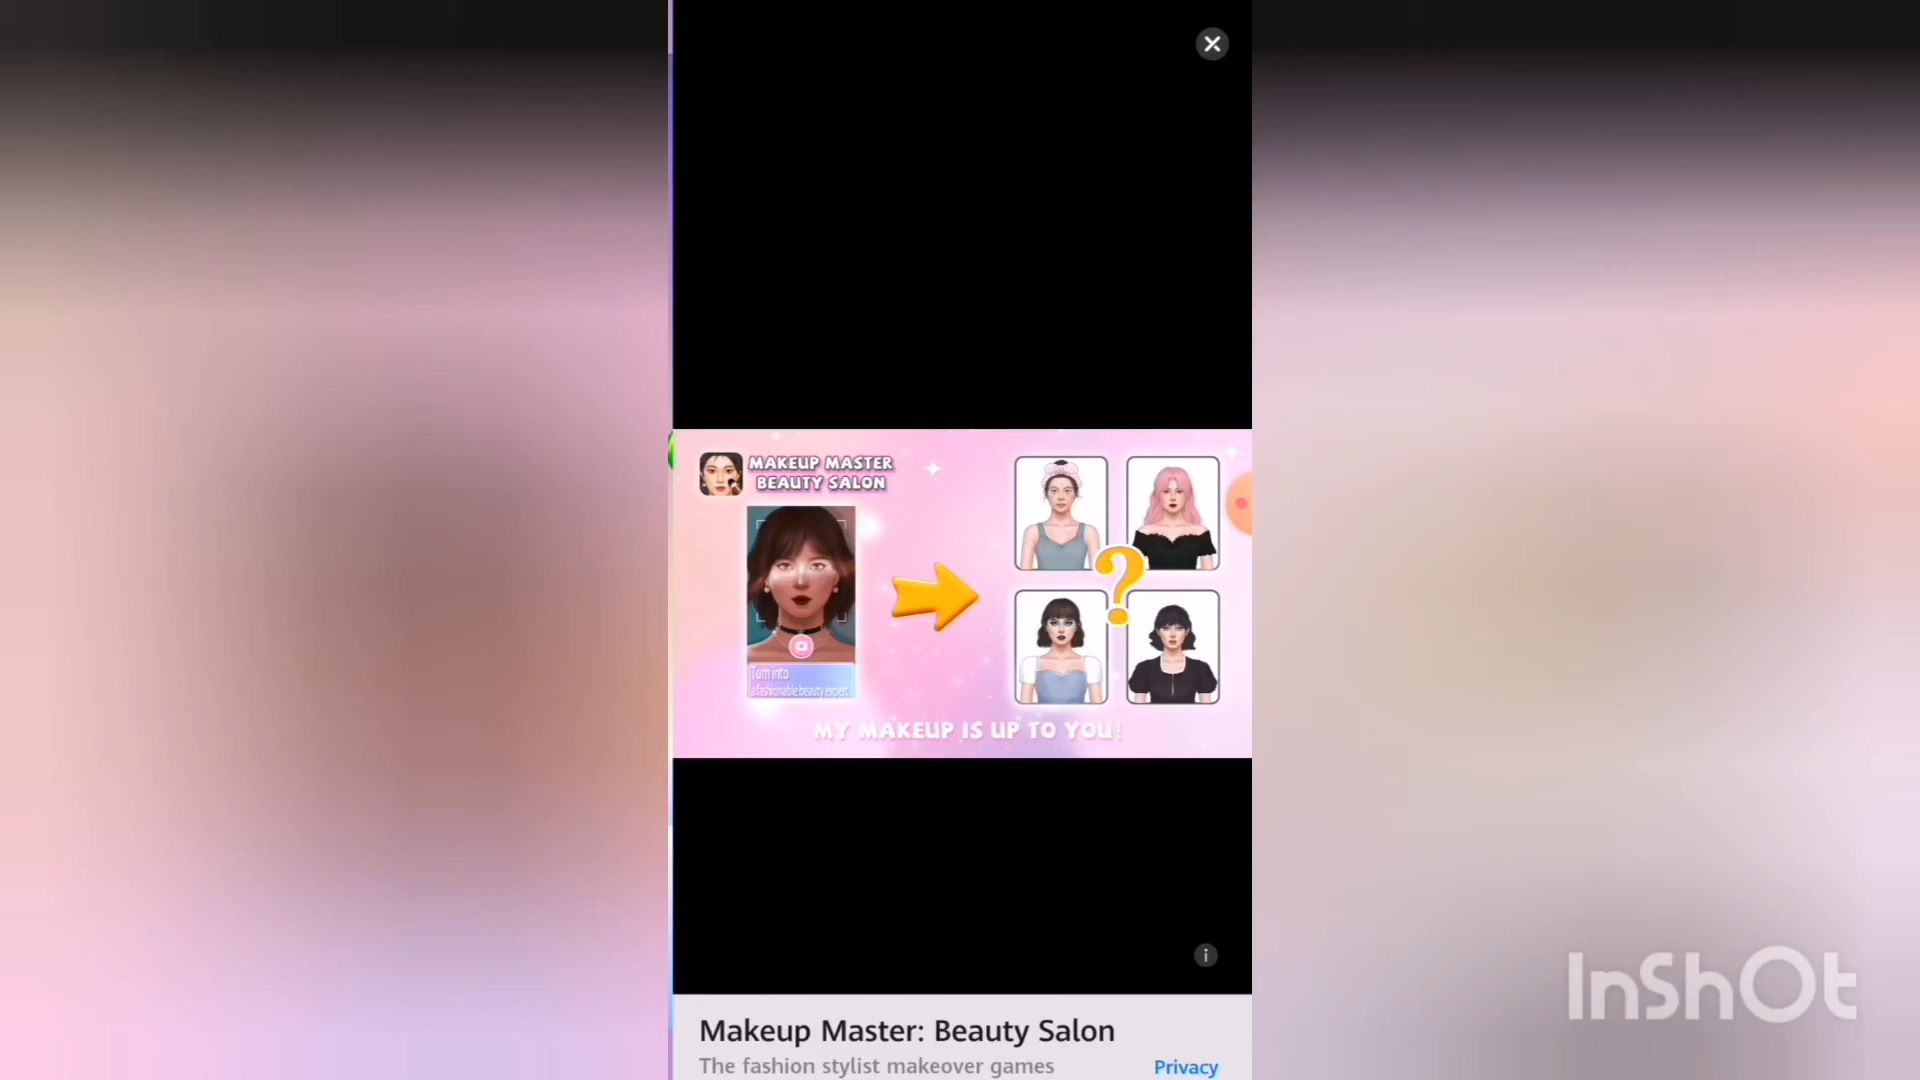 MAKEUP MASTER
BEAUTY SALON
Turn into
a fashionable beauty expert
?
MY MAKEUP IS UP TO YOU!
i
Makeup Master: Beauty Salon
The fashion stylist makeover games
Privacy
InShOt